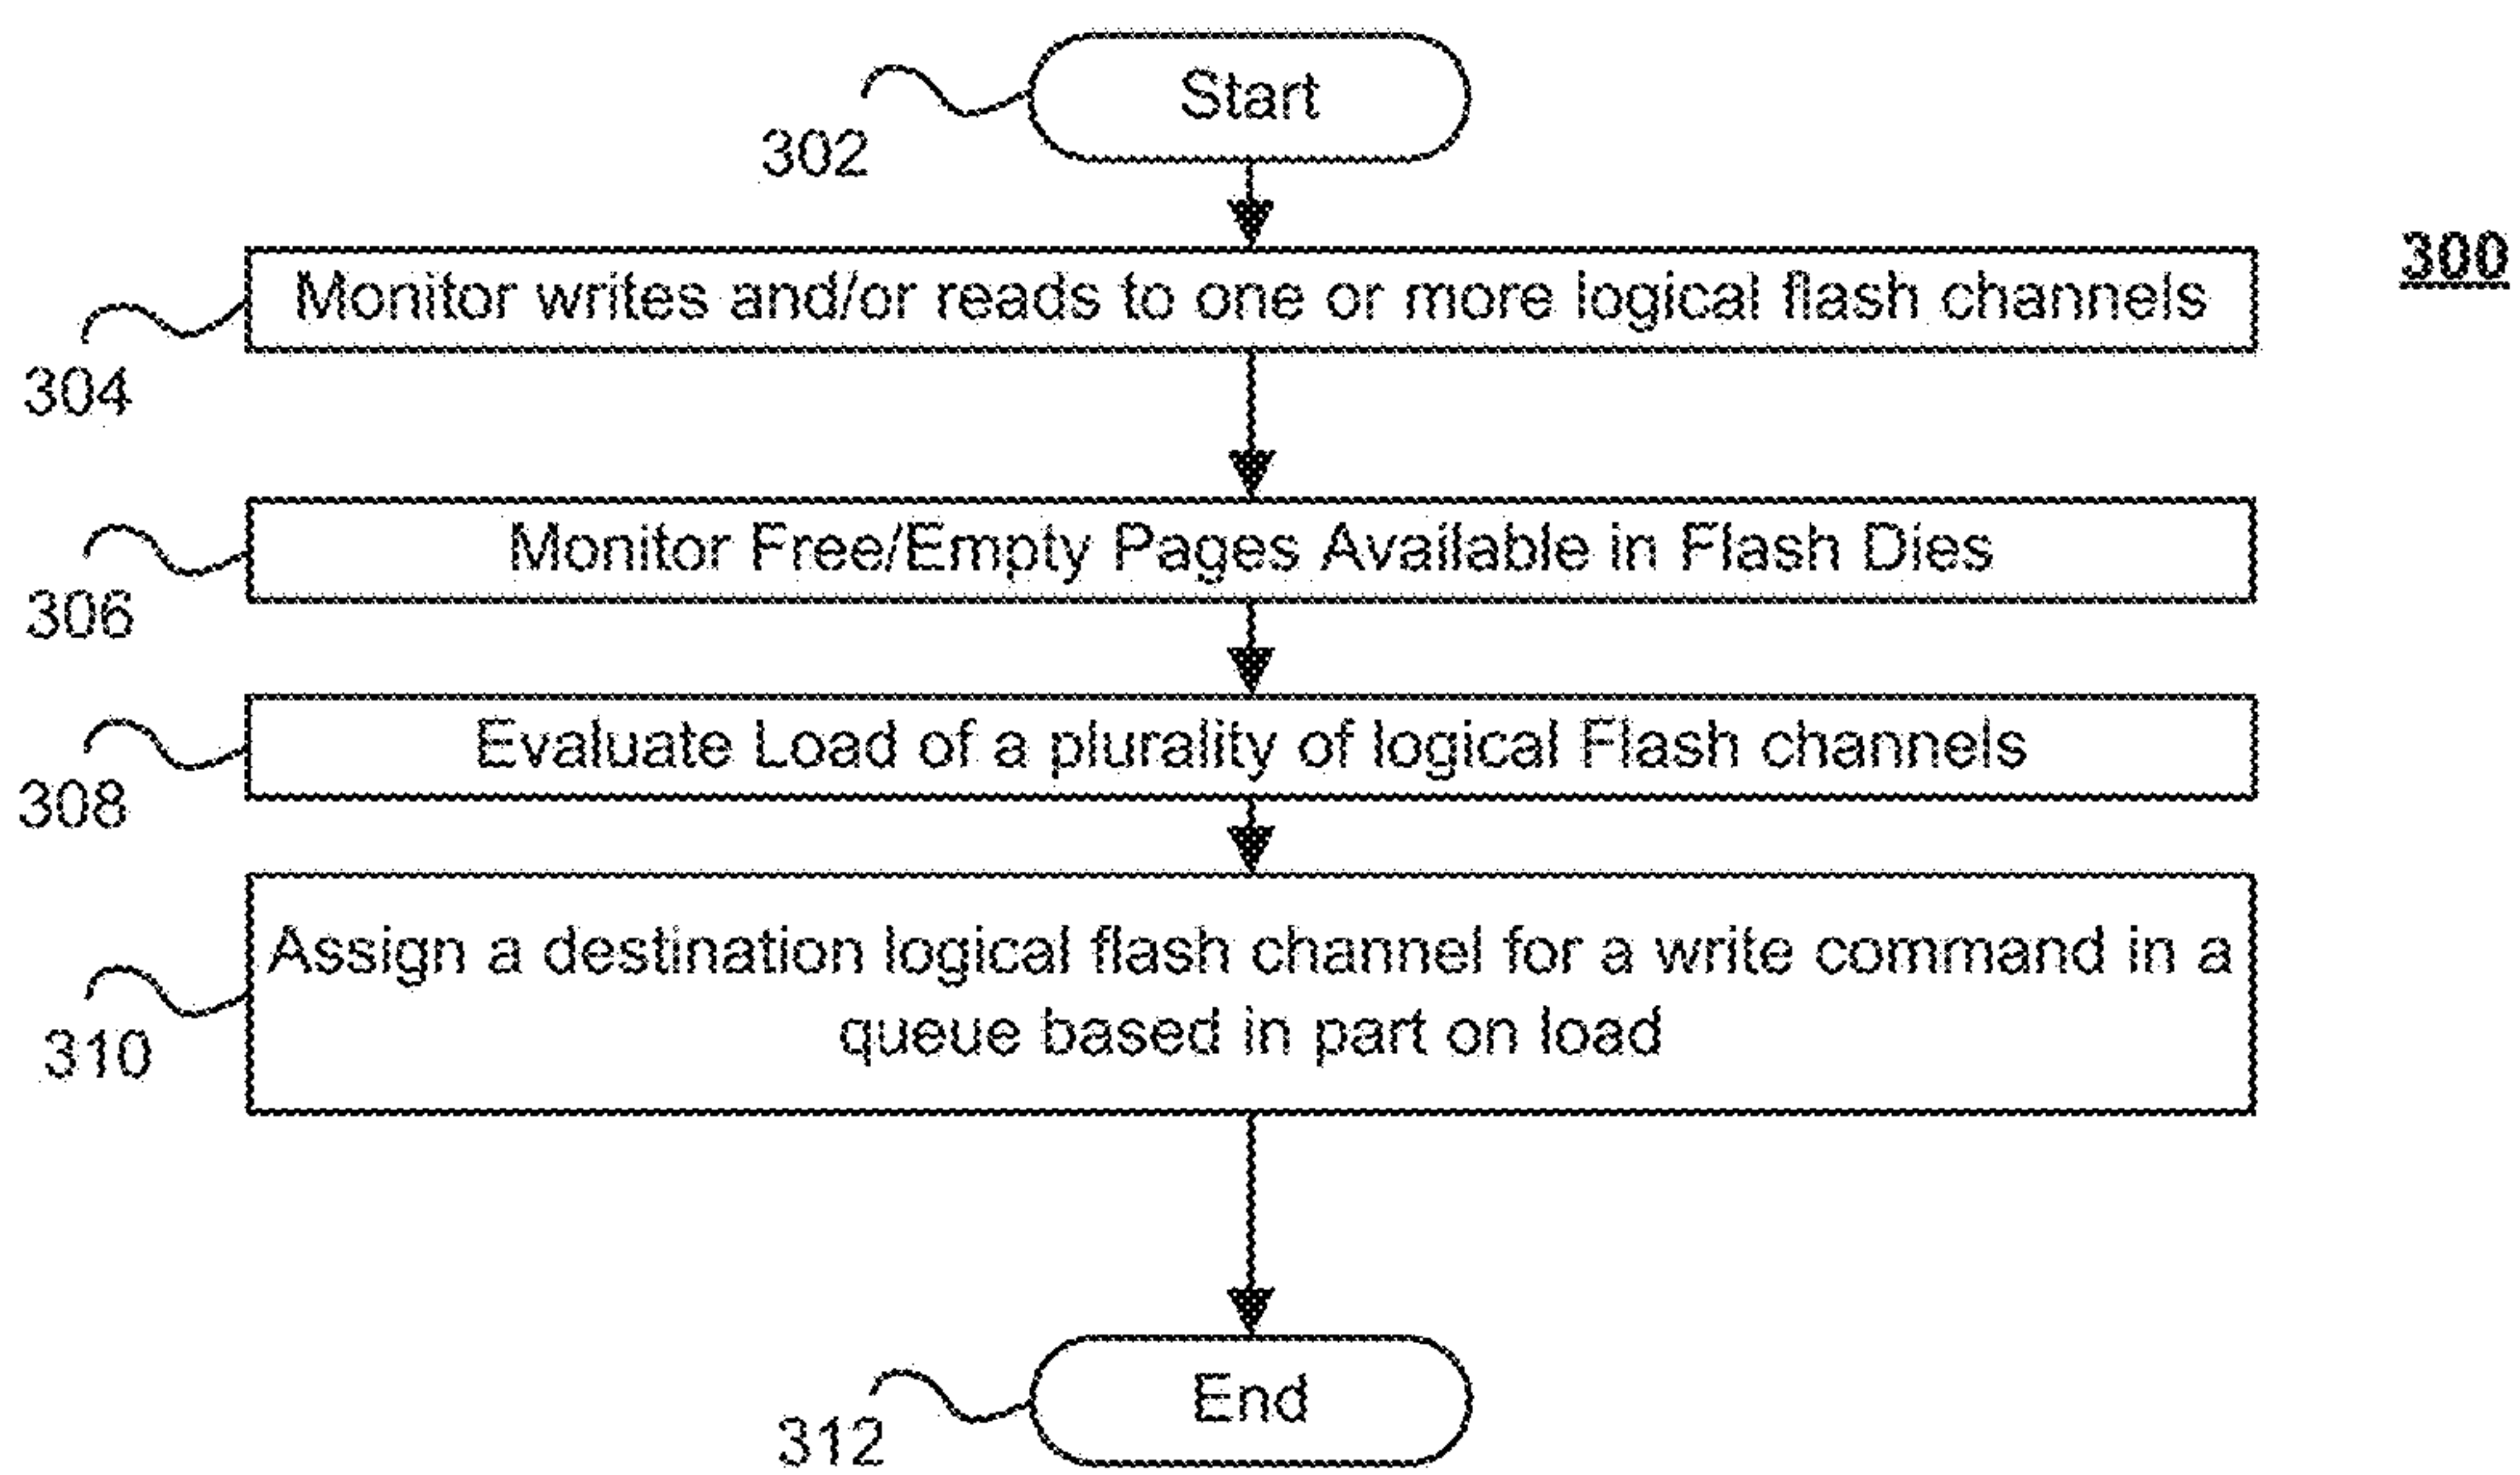 Start
302
300
Monitor writes and/or reads to one or more logical flash channels
304
Monitor Free/Empty Pages Available in Flash Dies
306
Evaluate Load of a plurality of logical Flash channels
308
Assign a destination logical flash channel for a write command in a
queue based in part on load
310
End
312